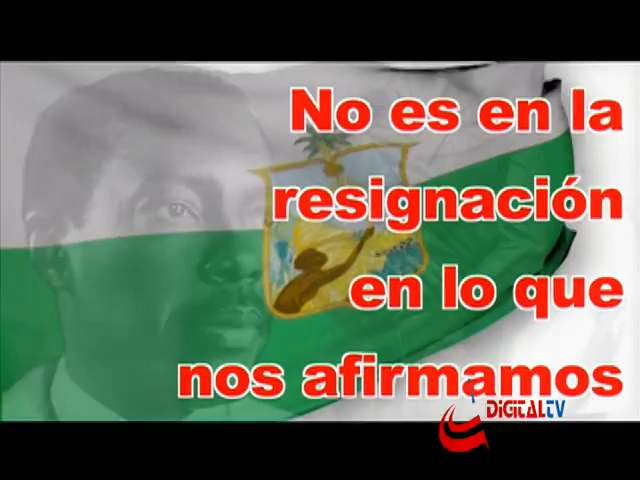 No es en la
resignación
en lo que
nos afirmamos
DiGiTALTV